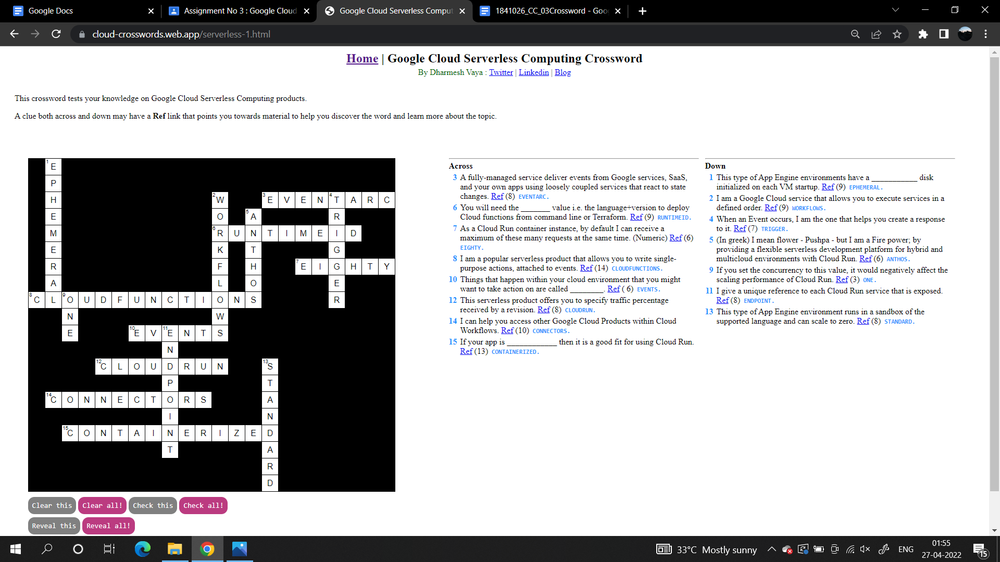 Google Docs
Assignment No 3 : Google Cloud
Google Cloud Serverless Comput
1841026_CC_03Crossword - Goo
cloud-crosswords.web.app/serverless-1.html
Home | Google Cloud Serverless Computing Crossword
By Dharmesh Vaya : Twitter | Linkedin | Blog
This crossword tests your knowledge on Google Cloud Serverless Computing products.
A clue both across and down may have a Ref link that points you towards material to help you discover the word and learn more about the topic.
1 E
P
H 2 W 3 E V E N 4 T A R C
E O 5 A R
M 6 R U N T I M E I D
E K T G
R F H 7 E I G H T Y
A L O E
8 C L 9 O U D F U N C T I O N S R
N W
E 10 E V 11 E N T S
N
12 C L O U D R U N 13 S
P T
14 C O N N E C T O R S A
I N
15 C O N T A I N E R I Z E D
T A
R
D
Clear this Clear all! Check this Check all!
Reveal this Reveal all!
Across
3 A fully-managed service deliver events from Google services, SaaS,
and your own apps using loosely coupled services that react to state
changes. Ref (8) EVENTARC.
6 You will need the _______ value i.e. the language+version to deploy
Cloud functions from command line or Terraform. Ref (9) RUNTIMEID.
7 As a Cloud Run container instance, by default I can receive a
maximum of these many requests at the same time. (Numeric) Ref (6)
EIGHTY.
8 I am a popular serverless product that allows you to write single-
purpose actions, attached to events. Ref (14) CLOUDFUNCTIONS.
10 Things that happen within your cloud environment that you might
want to take action on are called ________. Ref ( 6) EVENTS.
12 This serverless product offers you to specify traffic percentage
received by a revision. Ref (8) CLOUDRUN.
14 I can help you access other Google Cloud Products within Cloud
Workflows. Ref (10) CONNECTORS.
15 If your app is ____________ then it is a good fit for using Cloud Run.
Ref (13) CONTAINERIZED.
Down
1 This type of App Engine environments have a ___________ disk
initialized on each VM startup. Ref (9) EPHEMERAL.
2 I am a Google Cloud service that allows you to execute services in a
defined order. Ref (9) WORKFLOWS.
4 When an Event occurs, I am the one that helps you create a response
to it. Ref (7) TRIGGER.
5 (In greek) I mean flower - Pushpa - but I am a Fire power; by
providing a flexible serverless development platform for hybrid and
multicloud environments with Cloud Run. Ref (6) ANTHOS.
9 If you set the concurrency to this value, it would negatively affect the
scaling performance of Cloud Run. Ref (3) ONE.
11 I give a unique reference to each Cloud Run service that is exposed.
Ref (8) ENDPOINT.
13 This type of App Engine environment runs in a sandbox of the
supported language and can scale to zero. Ref (8) STANDARD.
33°C Mostly sunny
ENG
01:55
27-04-2022
15